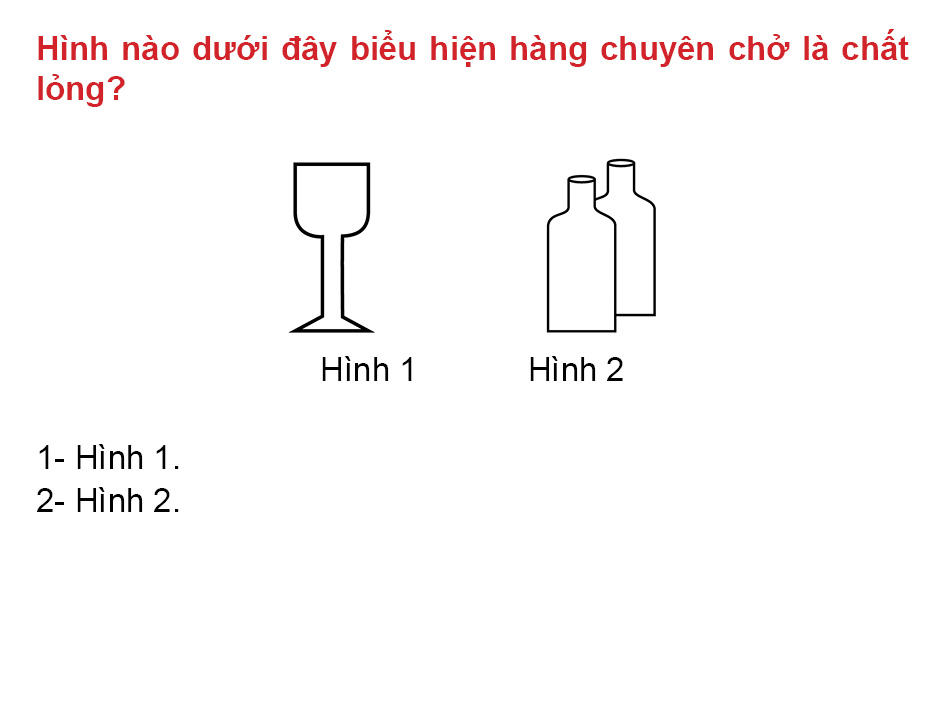 Hình nào dưới đây biểu hiện hàng chuyên chở là chất
lỏng?
Hình 1 Hình 2
1- Hình 1.
2- Hình 2.